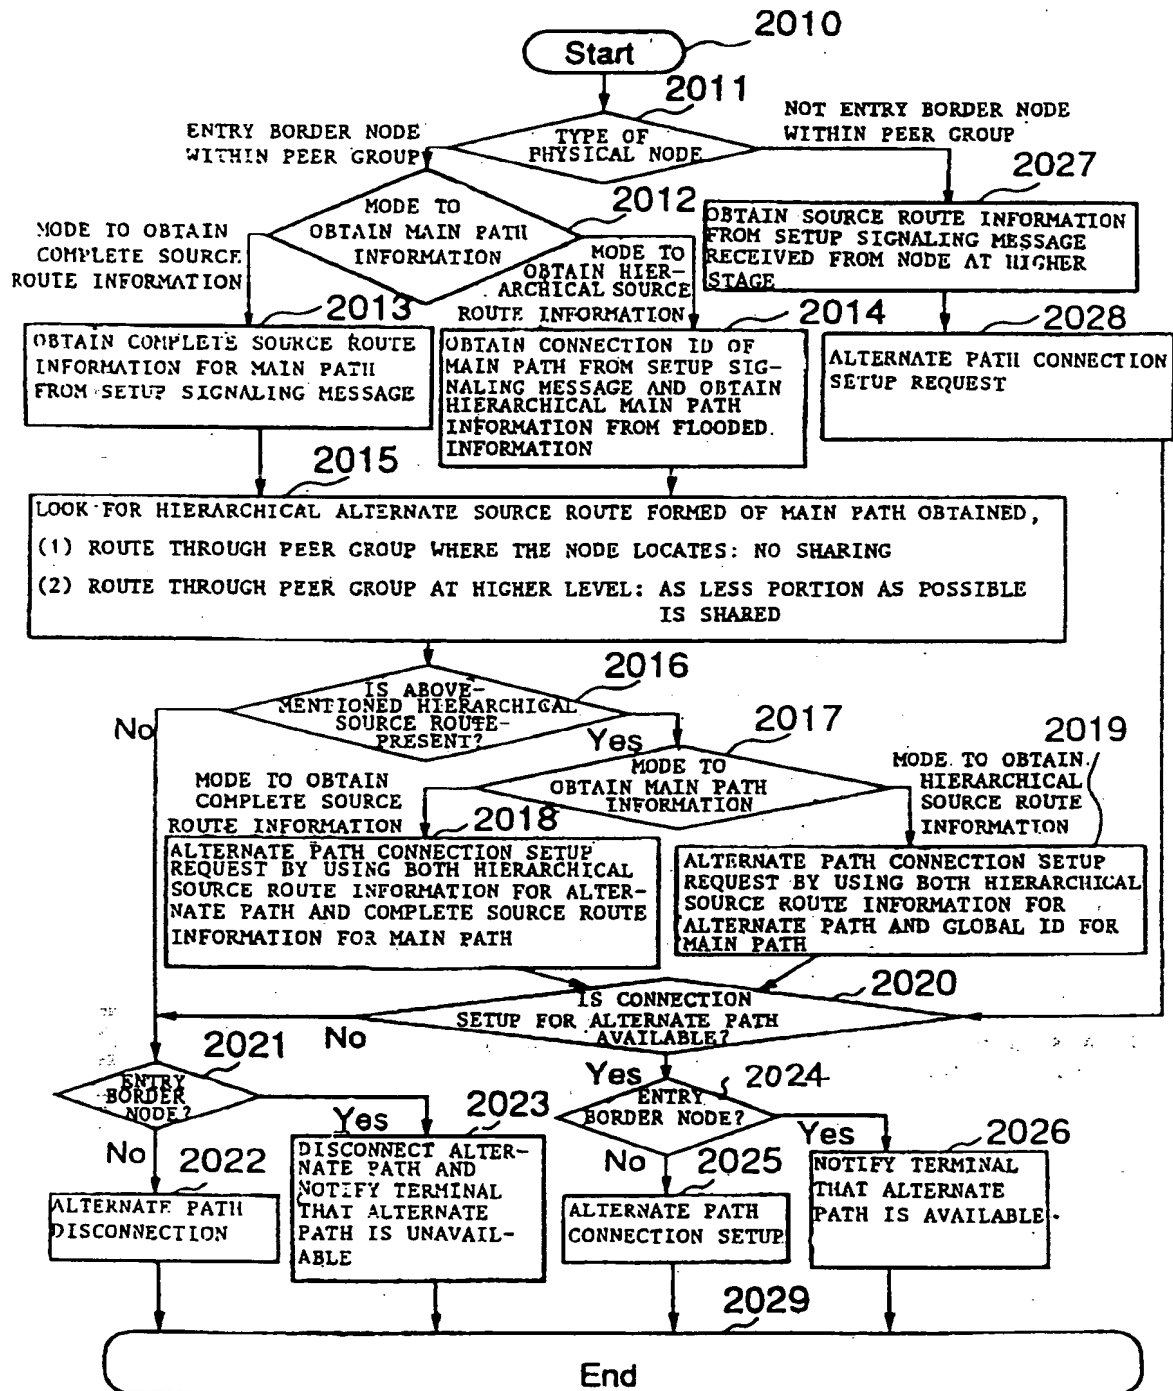 2010
Start
2011
ENTRY BORDER NODE
WITHIN PEER GROUP
TYPE OF
PHYSICAL NODE
NOT ENTRY BORDER NODE
WITHIN PEER GROUP
2027
2012
MODE TO
OBTAIN MAIN PATH
INFORMATION
OBTAIN SOURCE ROUTE INFORMATION
FROM SETUP SIGNALING MESSAGE
RECEIVED FROM NODE AT HIGHER
STAGE
MODE TO OBTAIN
COMPLETE SOURCE
ROUTE INFORMATION
MODE TO
OBTAIN HIER-
ARCHICAL SOURCE
ROUTE INFORMATION
2013
2014
2028
OBTAIN COMPLETE SOURCE ROUTE
INFORMATION FOR MAIN PATH
FROM SETUP SIGNALING MESSAGE
OBTAIN CONNECTION ID OF
MAIN PATH FROM SETUP SIG-
NALING MESSAGE AND OBTAIN
HIERARCHICAL MAIN PATH
INFORMATION FROM FLOODED.
INFORMATION
ALTERNATE PATH CONNECTION
SETUP REQUEST
2015
LOOK FOR HIERARCHICAL ALTERNATE SOURCE ROUTE FORMED OF MAIN PATH OBTAINED,
(1) ROUTE THROUGH PEER GROUP WHERE THE NODE LOCATES: NO SHARING
(2) ROUTE THROUGH PEER GROUP AT HIGHER LEVEL: AS LESS PORTION AS POSSIBLE
IS SHARED
2016
IS ABOVE-
MENTIONED HIERARCHICAL
SOURCE ROUTE-
PRESENT?
No
Yes
2017
MODE TO
OBTAIN MAIN PATH
INFORMATION
2019
MODE TO OBTAIN
COMPLETE SOURCE
ROUTE INFORMATION
MODE TO OBTAIN.
HIERARCHICAL
SOURCE ROUTE
INFORMATION
2018
ALTERNATE PATH CONNECTION SETUP
REQUEST BY USING BOTH HIERARCHICAL
SOURCE ROUTE INFORMATION FOR ALTER-
NATE PATH AND COMPLETE SOURCE ROUTE
INFORMATION FOR MAIN PATH
ALTERNATE PATH CONNECTION SETUP
REQUEST BY USING BOTH HIERARCHICAL
SOURCE ROUTE INFORMATION FOR
ALTERNATE PATH AND GLOBAL ID FOR
MAIN PATH
2020
IS CONNECTION
SETUP FOR ALTERNATE PATH
AVAILABLE?
No
Yes
2021
ENTRY
BORDER
NODE?
Yes
No
2024
ENTRY
BORDER NODE?
Yes
No
2022
ALTERNATE PATH
DISCONNECTION
2023
DISCONNECT ALTER-
NATE PATH AND
NOTIFY TERMINAL
THAT ALTERNATE
PATH IS UNAVAIL-
ABLE
2025
ALTERNATE PATH
CONNECTION SETUP
2026
NOTIFY TERMINAL
THAT ALTERNATE
PATH IS AVAILABLE.
2029
End